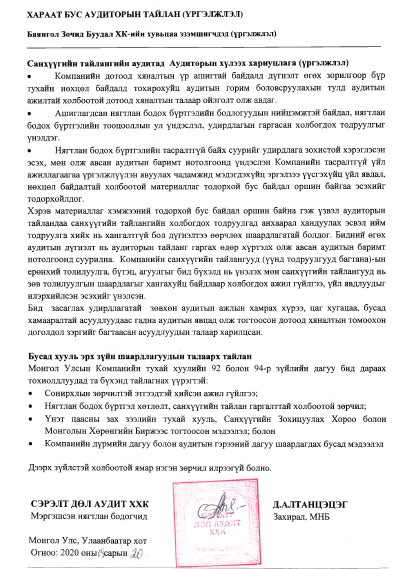 ХАРААТ БУС АУДИТОРЫН ТАЙЛАН (ҮРГЭЛЖЛЭЛ)
Баянгол Зочид Буудал ХК-ийн хувьцаа эзэмшигчдэд (үргэлжлэл)
Санхүүгийн тайлангийн аудитад Аудиторын хүлээх хариуцлага (үргэлжлэл)
• Компанийн дотоод хяналтын үр ашигтай байдалд дүгнэлт өгөх зорилгоор бүр
тухайн нөхцөл байдалд тохирохуйц аудитын горим боловсруулахын тулд аудитын
ажилтай холбоотой дотоод хяналтын талаар ойлголт олж авдаг.
• Ашиглагдсан нягтлан бодох бүртгэлийн бодлогуудын нийцэмжтэй байдал, нягтлан
бодох бүртгэлийн тооцооллын үл үндэслэл, удирдлагын гаргасан холбогдох тодруулгыг
үнэлдэг.
• Нягтлан бодох бүртгэлийн тасралтгүй байх суурийг удирдлага зохистой хэрэглэсэн
эсэх, мөн олж авсан аудитын баримт нотолгоонд үндэслэн Компанийн тасралтгүй үйл
ажиллагаагаа үргэлжлүүлэн явуулах чадамжид мэдэгдэхүйц эргэлзээ үүсгэхүйц үйл явдал,
нөхцөл байдалтай холбоотой материаллаг тодорхой бус байдал оршин байгаа эсэхийг
тодорхойлдог.
Хэрэв материаллаг хэмжээний тодорхой бус байдал оршин байна гэж үзвэл аудиторын
тайландаа санхүүгийн тайлангийн холбогдох тодруулгад анхаарал хандуулах эсвэл ийм
тодруулга хийх нь хангалтгүй бол дүгнэлтээ өөрчлөх шаардлагатай болдог. Бидний өгөх
аудитын дүгнэлт нь аудиторын тайланг гаргах өдөр хүртэлх олж авсан аудитын баримт
нотолгоонд суурилна. Компанийн санхүүгийн тайлангууд (үүнд тодруулгууд багтана)-ын
ерөнхий толилуулга, бүтэц, агуулгыг бид бүхэлд нь үнэлэх мөн санхүүгийн тайлангууд нь
зөв толилуулгын шаардлагыг хангахуйц байдлаар холбогдох ажил гүйлгээ, үйл явдлуудыг
илэрхийлсэн эсэхийг үнэлсэн.
Бид засаглах удирдлагатай зөвхөн аудитын ажлын хамрах хүрээ, цаг хугацаа, бусад
хамааралтай асуудлуудаас гадна аудитын явцад олж тогтоосон дотоод хяналтын томоохон
доголдол зэргийг багтаасан асуудлуудын талаар харилцсан.
Бусад хууль эрх зүйн шаардлагуудын талаарх тайлан
Монгол Улсын Компанийн тухай хуулийн 92 болон 94-р зүйлийн дагуу бид дараах
тохиолдлуудад та бүхэнд тайлагнах үүрэгтэй:
• Сонирхлын зөрчилтэй этгээдтэй хийсэн ажил гүйлгээ;
• Нягтлан бодох бүртгэл хөтлөлт, санхүүгийн тайлан гаргалттай холбоотой зөрчил;
• Үнэт цаасны зах зээлийн тухай хууль, Санхүүгийн Зохицуулах Хороо болон
Монголын Хөрөнгийн Биржээс тогтоосон мэдээлэл; болон
• Компанийн дүрмийн дагуу болон аудитын гэрээний дагуу шаардагдах бусад мэдээлэл
Дээрх зүйлстэй холбоотой ямар нэгэн зөрчил илрээгүй болно.
СЭРЭЛТ ДӨЛ АУДИТ ХХК
Мэргэшсэн нягтлан бодогчид
Д.АЛТАНЦЭЦЭГ
Захирал, МНБ
ДӨЛ АУДИТ
ХХК
Монгол Улс, Улаанбаатар хот
Огноо: 2020 оны сарын 20